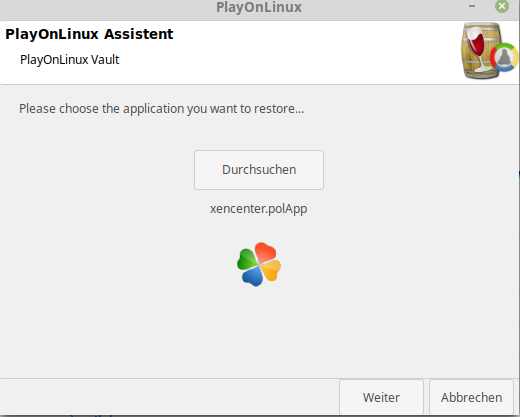 PlayOnLinux
PlayOnLinux Assistent
PlayOnLinux Vault
Please choose the application you want to restore...
Durchsuchen
xencenter.polApp
Weiter
Abbrechen